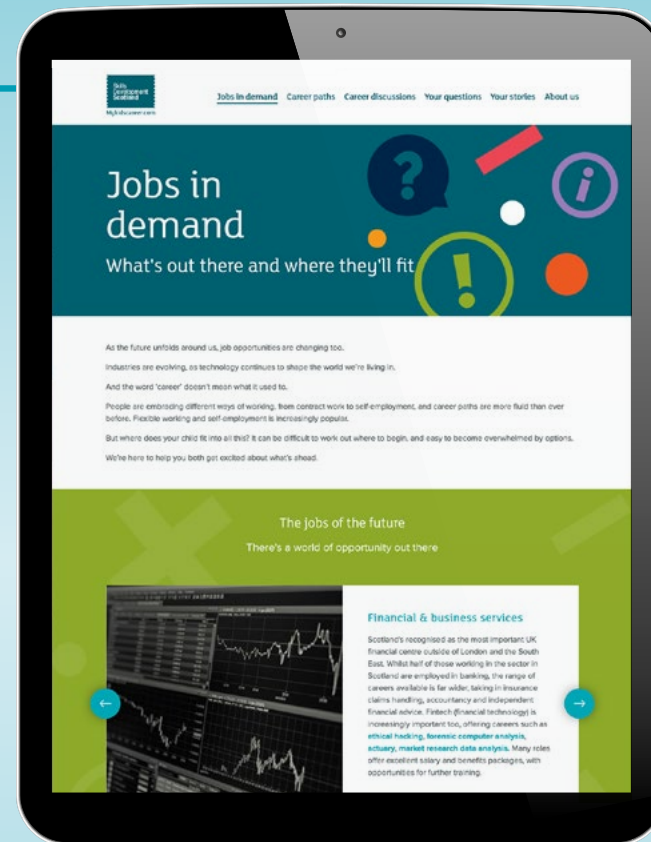 Skills
Development
Scotland
Mykidscareer.com
Jobs in demand Career paths Career discussions Your questions Your stories About us
Jobs in
demand
What's out there and where they'll fit
As the future unfolds around us, job opportunities are changing too.
Industries are evolving, as technology continues to shape the world we're living in.
And the word 'career' doesn't mean what it used to.
People are embracing different ways of working, from contract work to self-employment, and career paths are more fluid than ever
before. Flexible working and self-employment is increasingly popular.
But where does your child fit into all this? It can be difficult to work out where to begin, and easy to become overwhelmed by options.
We're here to help you both get excited about what's ahead.
The jobs of the future
There's a world of opportunity out there
Financial & business services
Scotland's recognised as the most important UK
financial centre outside of London and the South
East. Whilst half of those working in the sector in
Scotland are employed in banking, the range of
careers available is far wider, taking in insurance
claims handling, accountancy and independent
financial advice. Fintech (financial technology) is
increasingly important too, offering careers such as
ethical hacking, forensic computer analysis,
actuary, market research data analysis. Many roles
offer excellent salary and benefits packages, with
opportunities for further training.